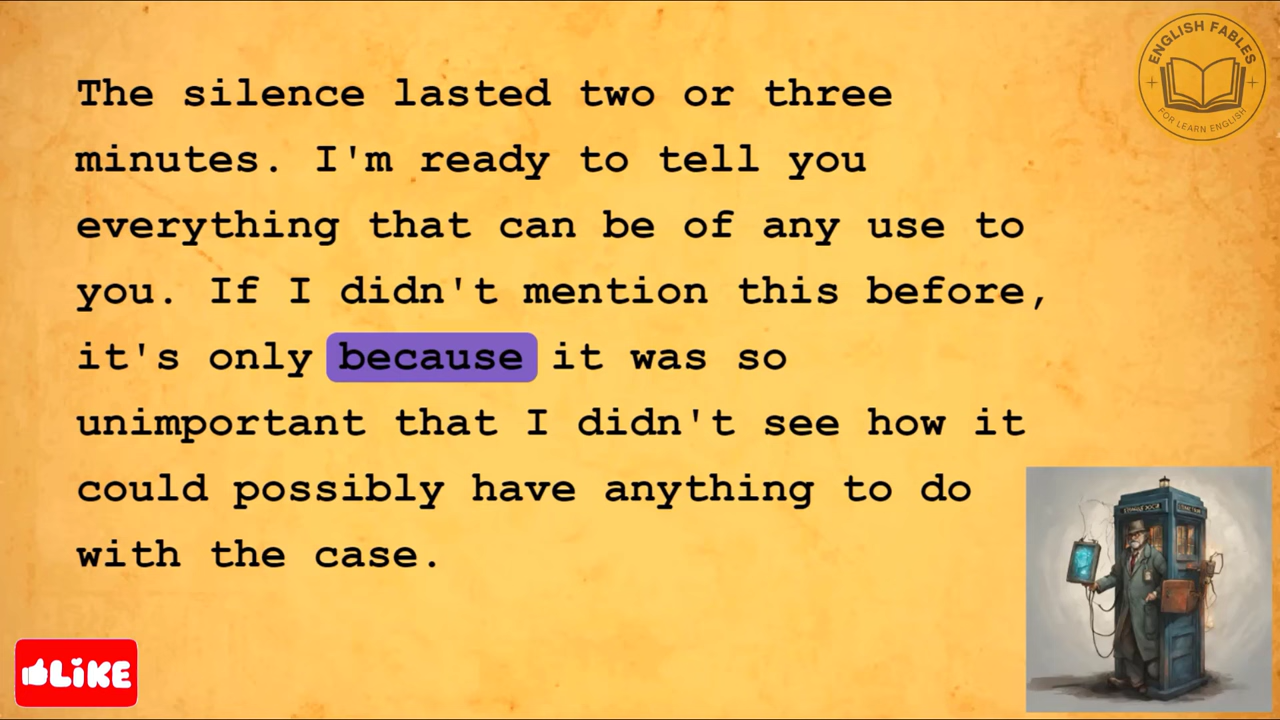 The silence lasted two or three
minutes. I'm ready to tell you
everything that can be of any use to
you. If I didn't mention this before,
it's only because it was so
unimportant that I didn't see how it
could possibly have anything to do
with the case.
ENGLISH FABLES
FOR LEARN ENGLISH
LIKE